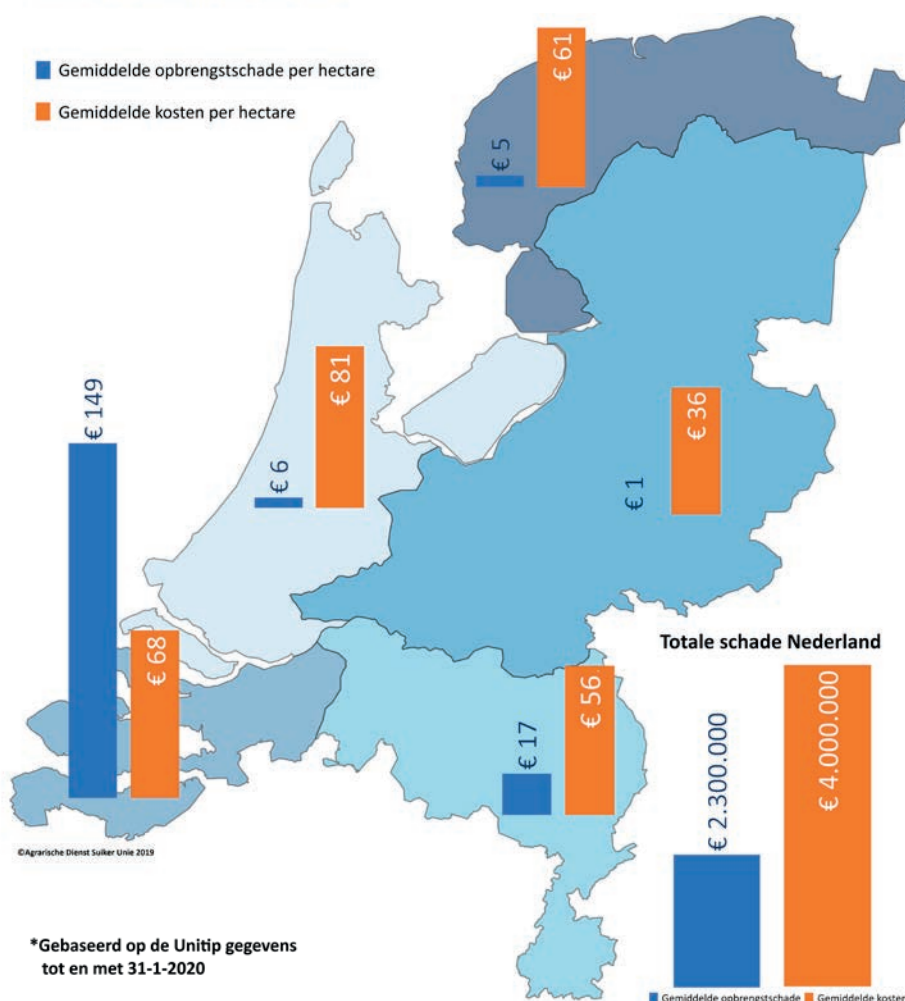 Gemiddelde opbrengstschade per hectare
Gemiddelde kosten per hectare
€ 5
€ 61
€ 6
€ 81
€ 1
€ 36
€ 149
€ 68
€ 17
€ 56
Totale schade Nederland
€ 2.300.000
€ 4.000.000
©Agrarische Dienst Suiker Unie 2019
*Gebaseerd op de Unitip gegevens
tot en met 31-1-2020
Gemiddelde opbrengstschade
Gemiddelde kosten